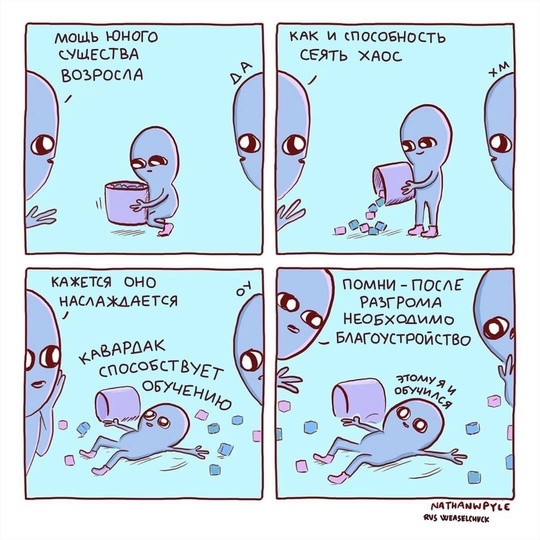 МОЩЬ ЮНОГО
СУЩЕСТВА
ВОЗРОСЛА
ДА
КАК И СПОСОБНОСТЬ
СЕЯТЬ ХАОС
ХМ
КАЖЕТСЯ ОНО
НАСЛАЖДАЕТСЯ
О
КАВАРДАК
СПОСОБСТВУЕТ
ОБУЧЕНИЮ
ПОМНИ – ПОСЛЕ
РАЗГРОМА
НЕОБХОДИМО
БЛАГОУСТРОЙСТВО
ЭТОМУ Я И
ОБУЧИЛСЯ
NATHANWPYLE
RUS WEASELCHUCK